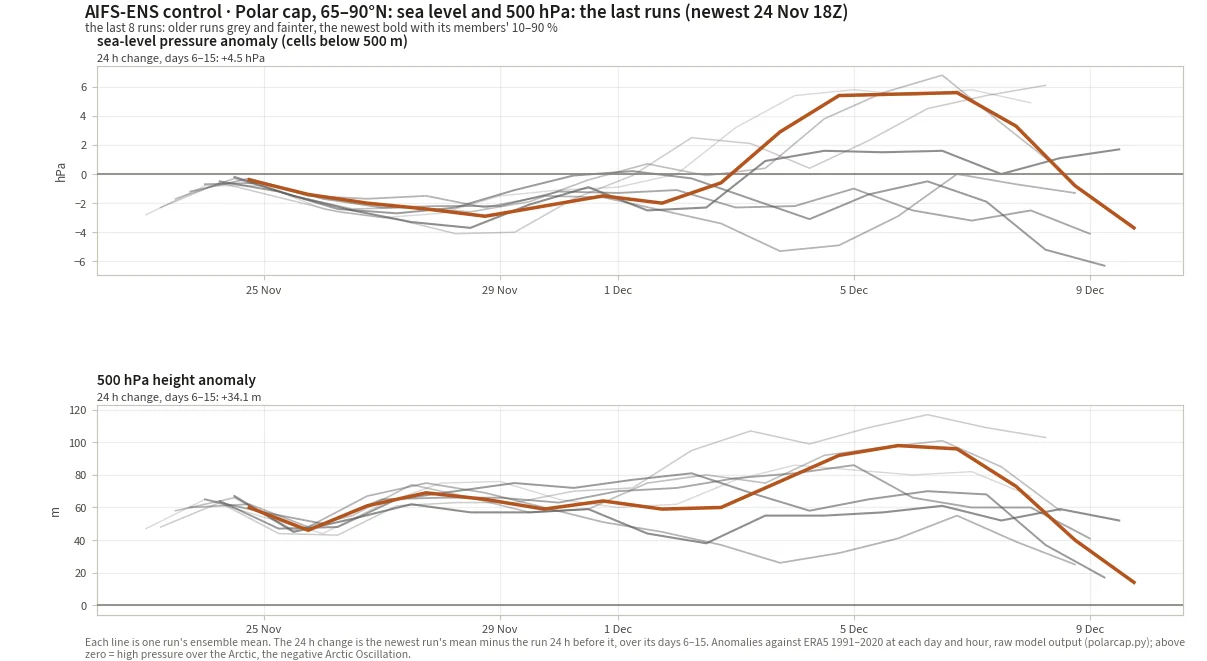 AIFS-ENS control · Polar cap, 65–90°N: sea level and 500 hPa: the last runs (newest 24 Nov 18Z)
the last 8 runs: older runs grey and fainter, the newest bold with its members' 10–90 %
sea-level pressure anomaly (cells below 500 m)
24 h change, days 6–15: +4.5 hPa
6
4
2
0
−2
−4
−6
hPa
25 Nov
29 Nov
1 Dec
5 Dec
9 Dec
500 hPa height anomaly
24 h change, days 6–15: +34.1 m
120
100
80
60
40
20
0
m
25 Nov
29 Nov
1 Dec
5 Dec
9 Dec
Each line is one run's ensemble mean. The 24 h change is the newest run's mean minus the run 24 h before it, over its days 6–15. Anomalies against ERA5 1991–2020 at each day and hour, raw model output (polarcap.py); above
zero = high pressure over the Arctic, the negative Arctic Oscillation.